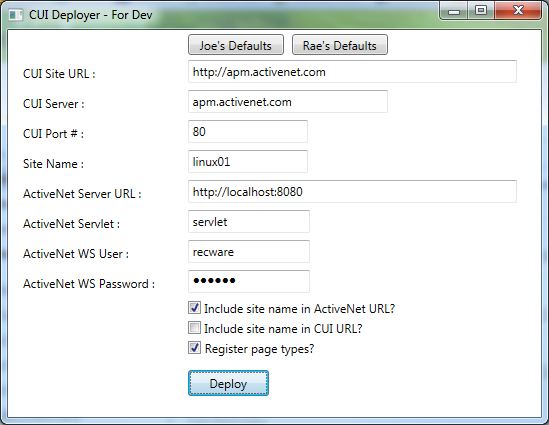 CUI Deployer - For Dev
Joe's Defaults Rae's Defaults
CUI Site URL : http://apm.activenet.com
CUI Server : apm.activenet.com
CUI Port # : 80
Site Name : linux01
ActiveNet Server URL : http://localhost:8080
ActiveNet Servlet : servlet
ActiveNet WS User : recware
ActiveNet WS Password : ●●●●●●
Include site name in ActiveNet URL?
Include site name in CUI URL?
Register page types?
Deploy